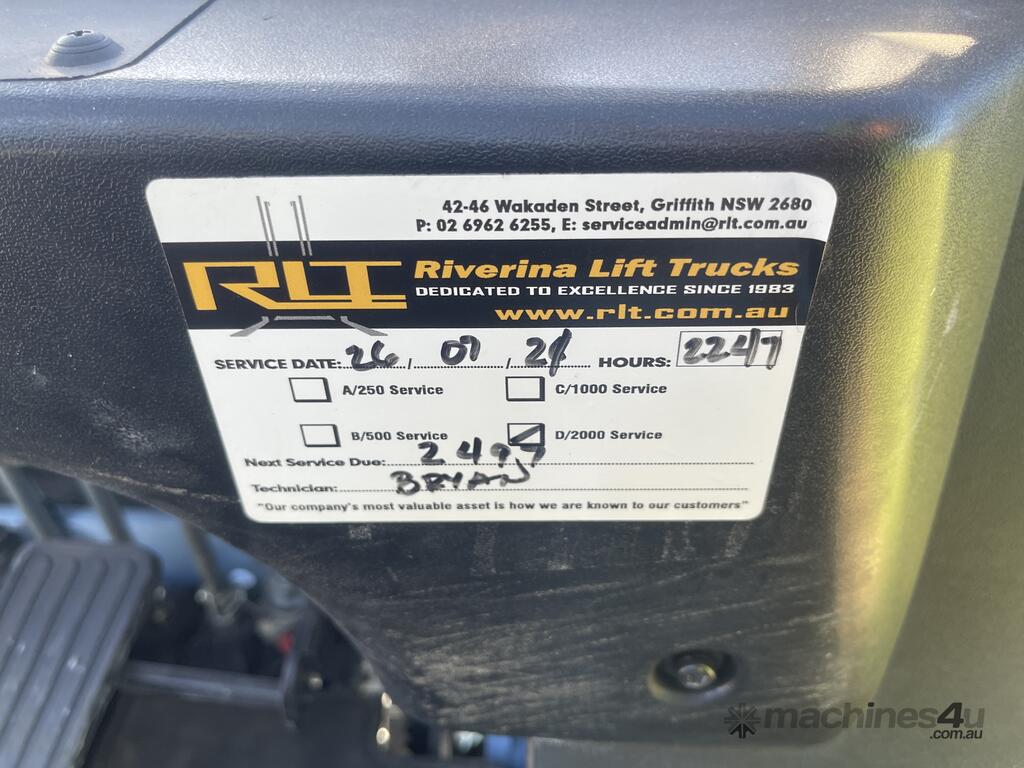 42-46 Wakaden Street, Griffith NSW 2680
P: 02 6962 6255, E: serviceadmin@rlt.com.au
RLT
Riverina Lift Trucks
DEDICATED TO EXCELLENCE SINCE 1983
www.rlt.com.au
SERVICE DATE: 26 / 07 / 24 HOURS: 2247
A/250 Service C/1000 Service
B/500 Service D/2000 Service
Next Service Due: 2497
Technician: BRYAN
"Our company's most valuable asset is how we are known to our customers"
machines4u
.com.au